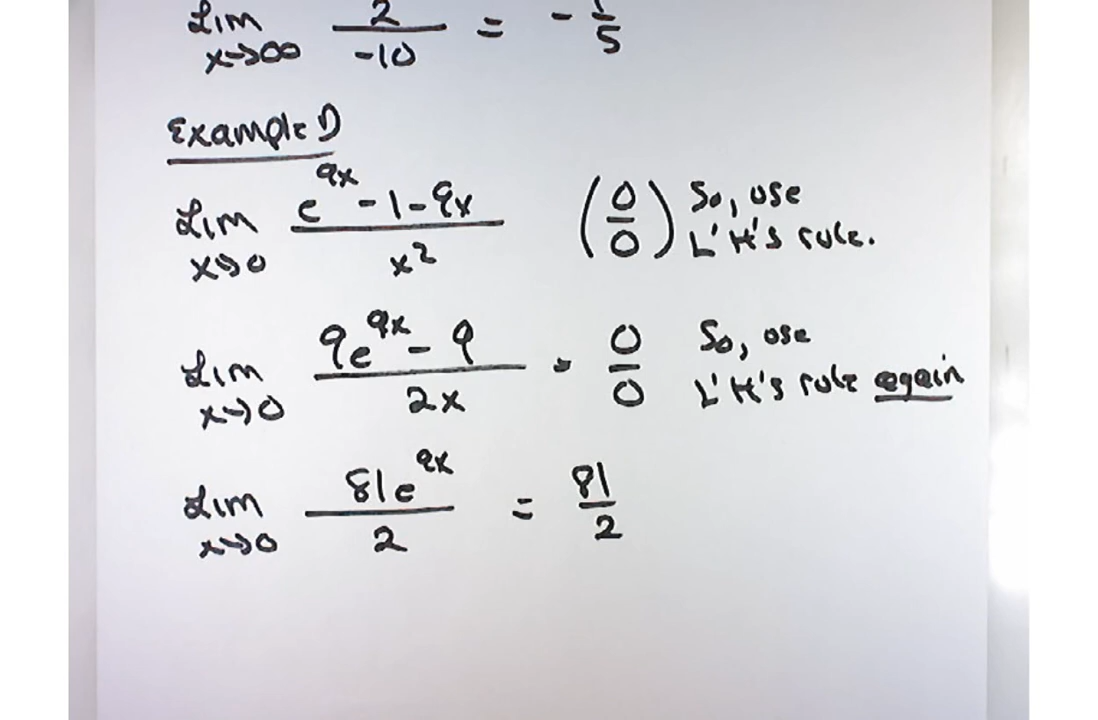 Lim x→∞ 2/-10 = - 1/5
Example D
Lim x→0 (e^{9x} - 1 - 9x)/x² (0/0) So, use
L'H's rule.
Lim x→0 (9e^{9x} - 9)/2x = 0/0 So, use
L'H's rule again
Lim x→0 81e^{9x}/2 = 81/2